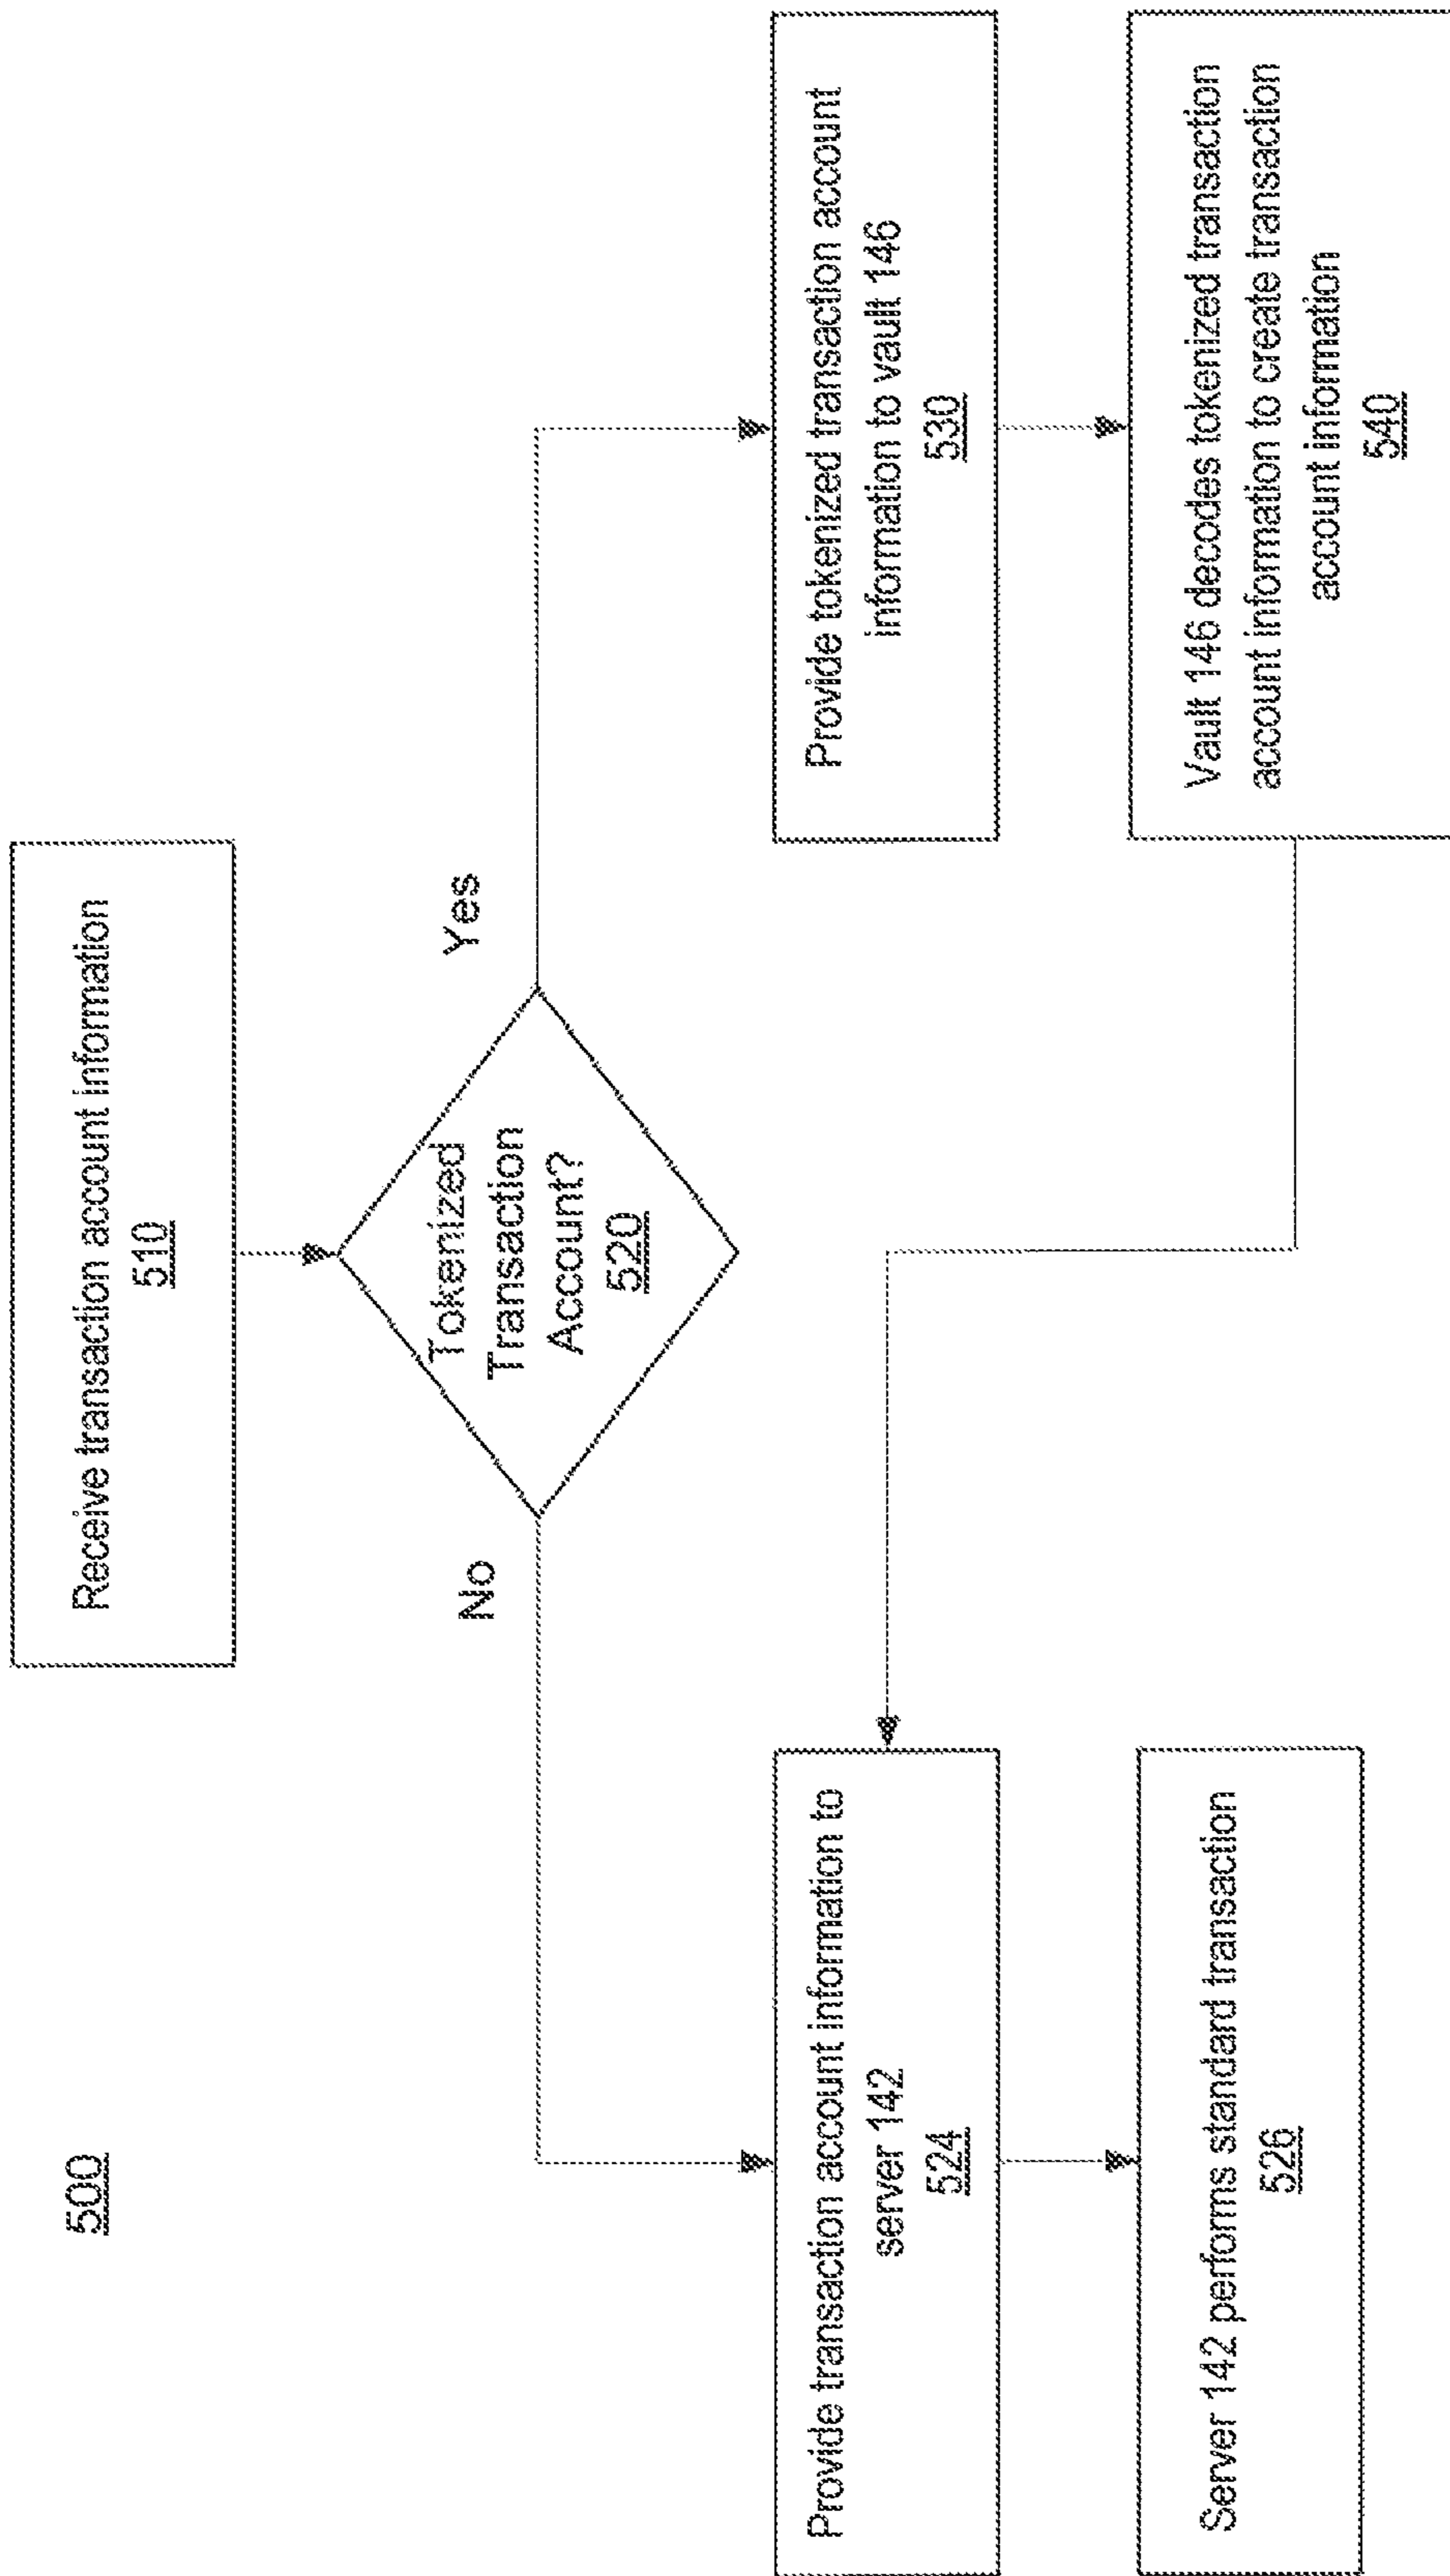 500
Receive transaction account information
510
Tokenized
Transaction
Account?
520
No
Yes
Provide transaction account information to
server 142
524
Server 142 performs standard transaction
526
Provide tokenized transaction account
information to vault 146
530
Vault 146 decodes tokenized transaction
account information to create transaction
account information
540